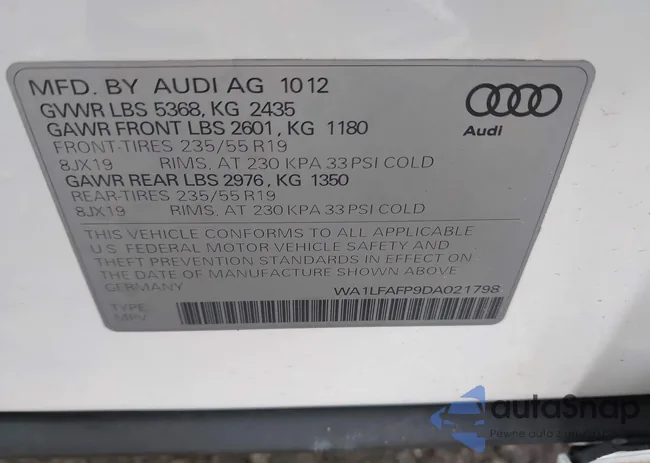 MFD. BY AUDI AG 10 12
GVWR LBS 5368, KG 2435
GAWR FRONT LBS 2601, KG 1180
FRONT-TIRES 235/55 R19
8JX19 RIMS, AT 230 KPA 33 PSI COLD
GAWR REAR LBS 2976, KG 1350
REAR-TIRES 235/55 R19
8JX19 RIMS, AT 230 KPA 33 PSI COLD
Audi
THIS VEHICLE CONFORMS TO ALL APPLICABLE
U.S. FEDERAL MOTOR VEHICLE SAFETY AND
THEFT PREVENTION STANDARDS IN EFFECT ON
THE DATE OF MANUFACTURE SHOWN ABOVE
GERMANY WA1LFAFP9DA021798
TYPE:
MPV
autoSnap
Pewne auto z